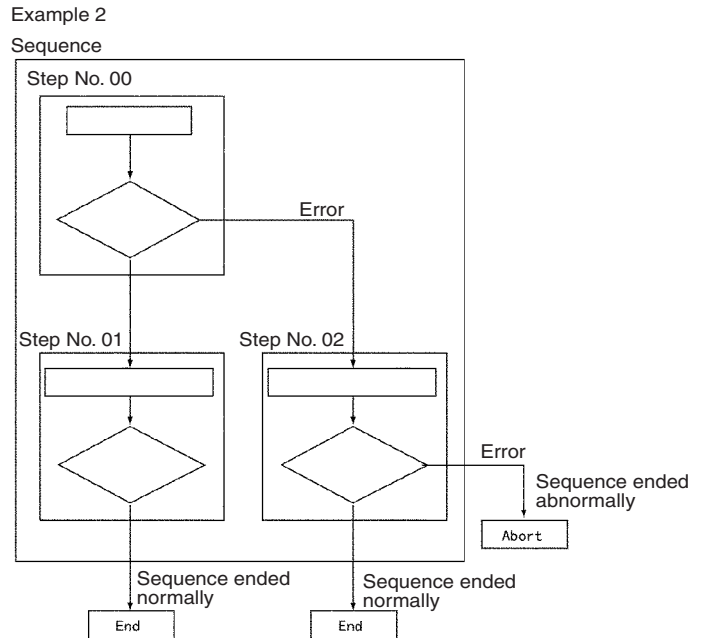 Example 2
Sequence
Step No. 00
Error
Step No. 01
Step No. 02
Error
Sequence ended
abnormally
Abort
Sequence ended
normally
Sequence ended
normally
End
End